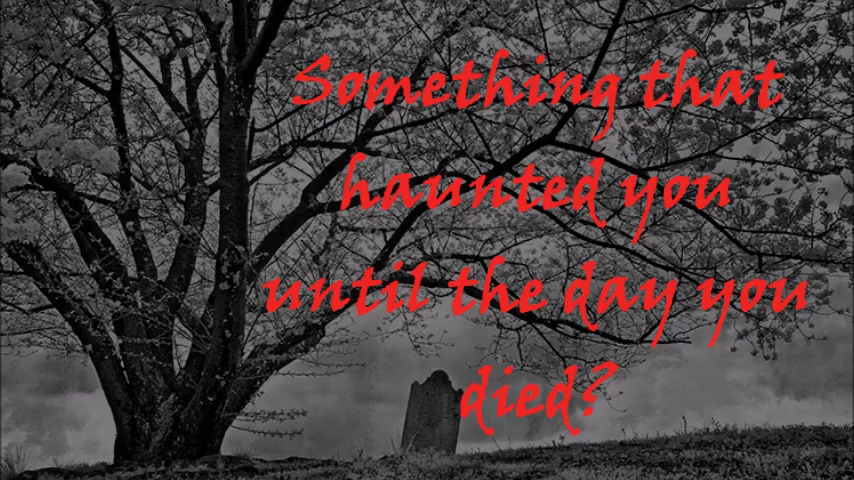 Something that
haunted you
until the day you
died?